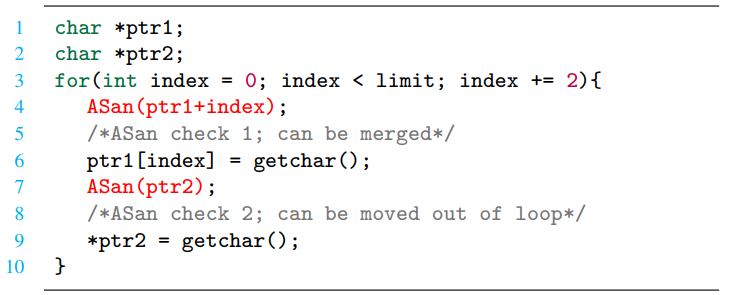 1 char *ptr1;
2 char *ptr2;
3 for(int index = 0; index < limit; index += 2){
4 ASan(ptr1+index);
5 /*ASan check 1; can be merged*/
6 ptr1[index] = getchar();
7 ASan(ptr2);
8 /*ASan check 2; can be moved out of loop*/
9 *ptr2 = getchar();
10 }